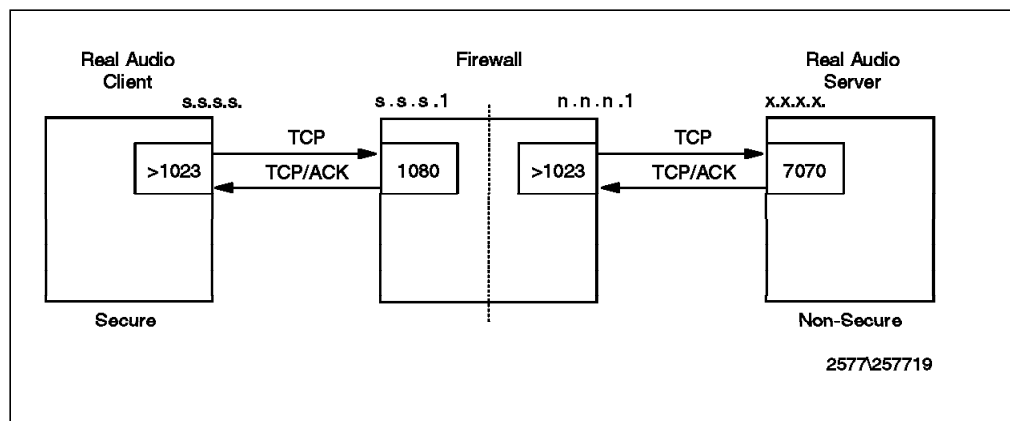 Real Audio
Client
Firewall
Real Audio
Server
s.s.s.s.
s.s.s.1
n.n.n.1
x.x.x.x.
TCP
TCP
>1023
TCP/ACK
1080
>1023
TCP/ACK
7070
Secure
Non-Secure
2577\257719